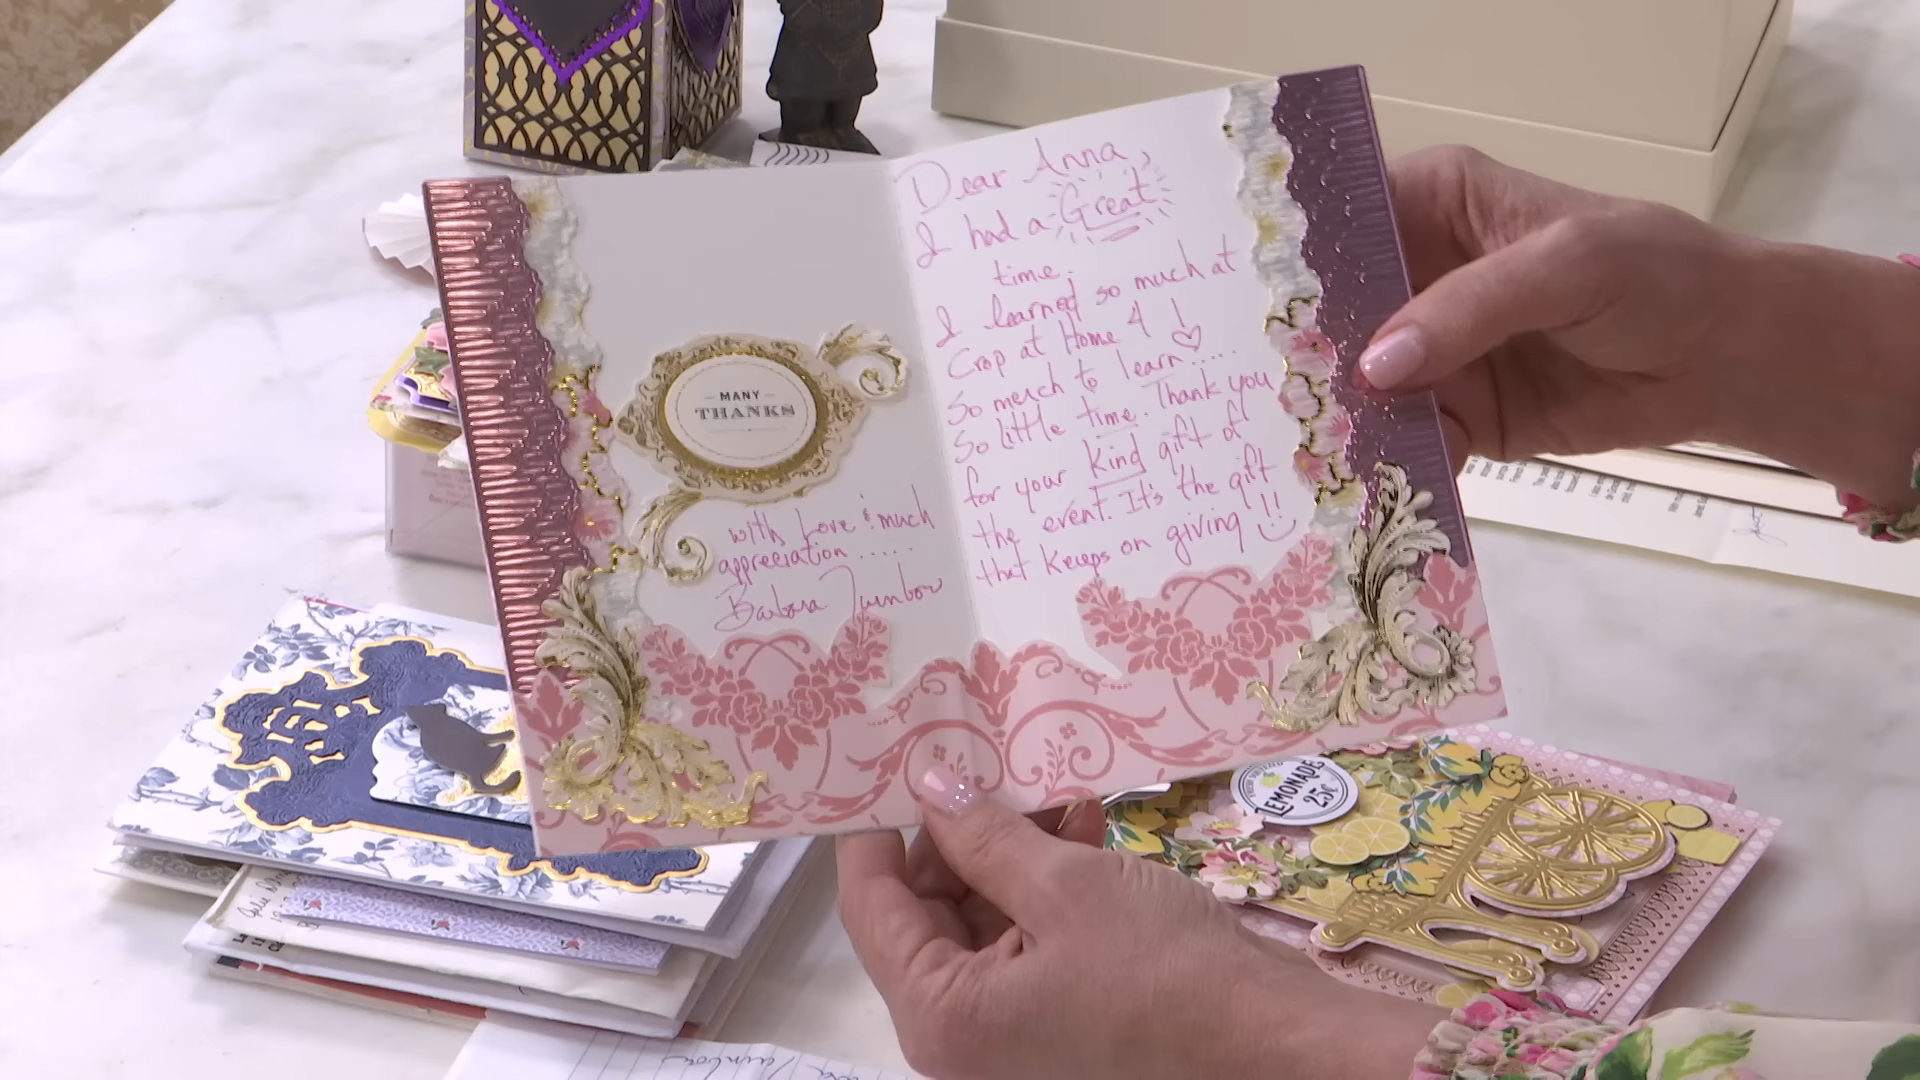 Dear Anna,
I had a Great
time.
I learned so much at
Crop at Home 4!
So merch to learn.....
So little time. Thank you
for your kind gift of
the event. It's the gift
that Keeps on giving!!
MANY
THANKS
with Love & much
appreciation......
Barbara
LEMONADE
25¢